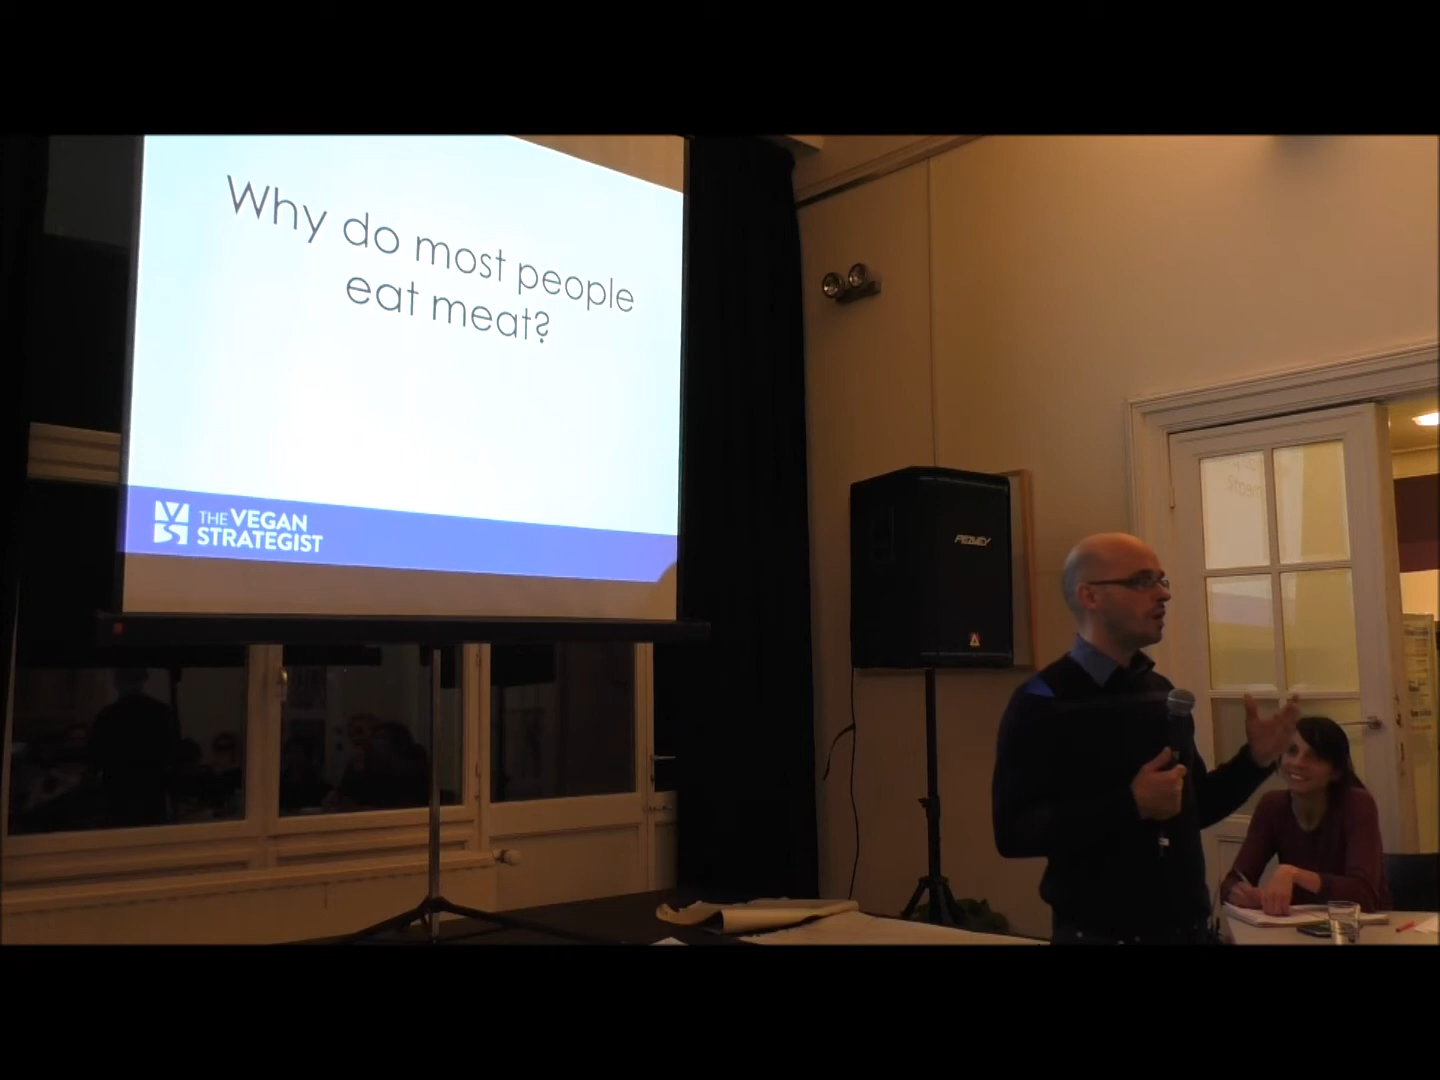 Why do most people
eat meat?
THE VEGAN
STRATEGIST
PEAVEY